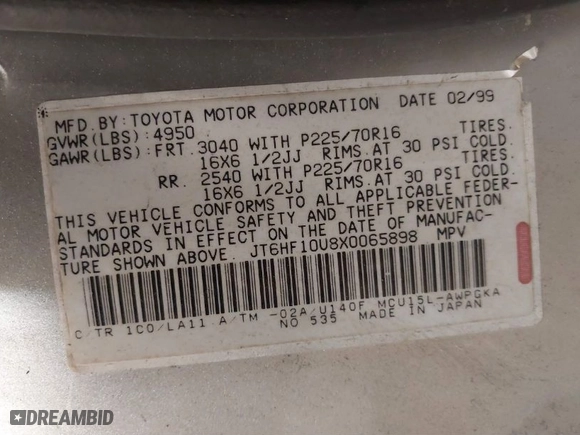 MFD.BY:TOYOTA MOTOR CORPORATION DATE 02/99
GVWR(LBS):4950
GAWR(LBS):FRT. 3040 WITH P225/70R16 TIRES.
16X6 1/2JJ RIMS.AT 30 PSI COLD.
RR. 2540 WITH P225/70R16 TIRES.
16X6 1/2JJ RIMS.AT 30 PSI COLD.
THIS VEHICLE CONFORMS TO ALL APPLICABLE FEDER-
AL MOTOR VEHICLE SAFETY AND THEFT PREVENTION
STANDARDS IN EFFECT ON THE DATE OF MANUFAC-
TURE SHOWN ABOVE. JT6HF10U8X0065898 MPV
C/TR 1C0/LA11 A/TM -02A/U140F MCU15L-AWPGKA
NO 535 MADE IN JAPAN
DREAMBID